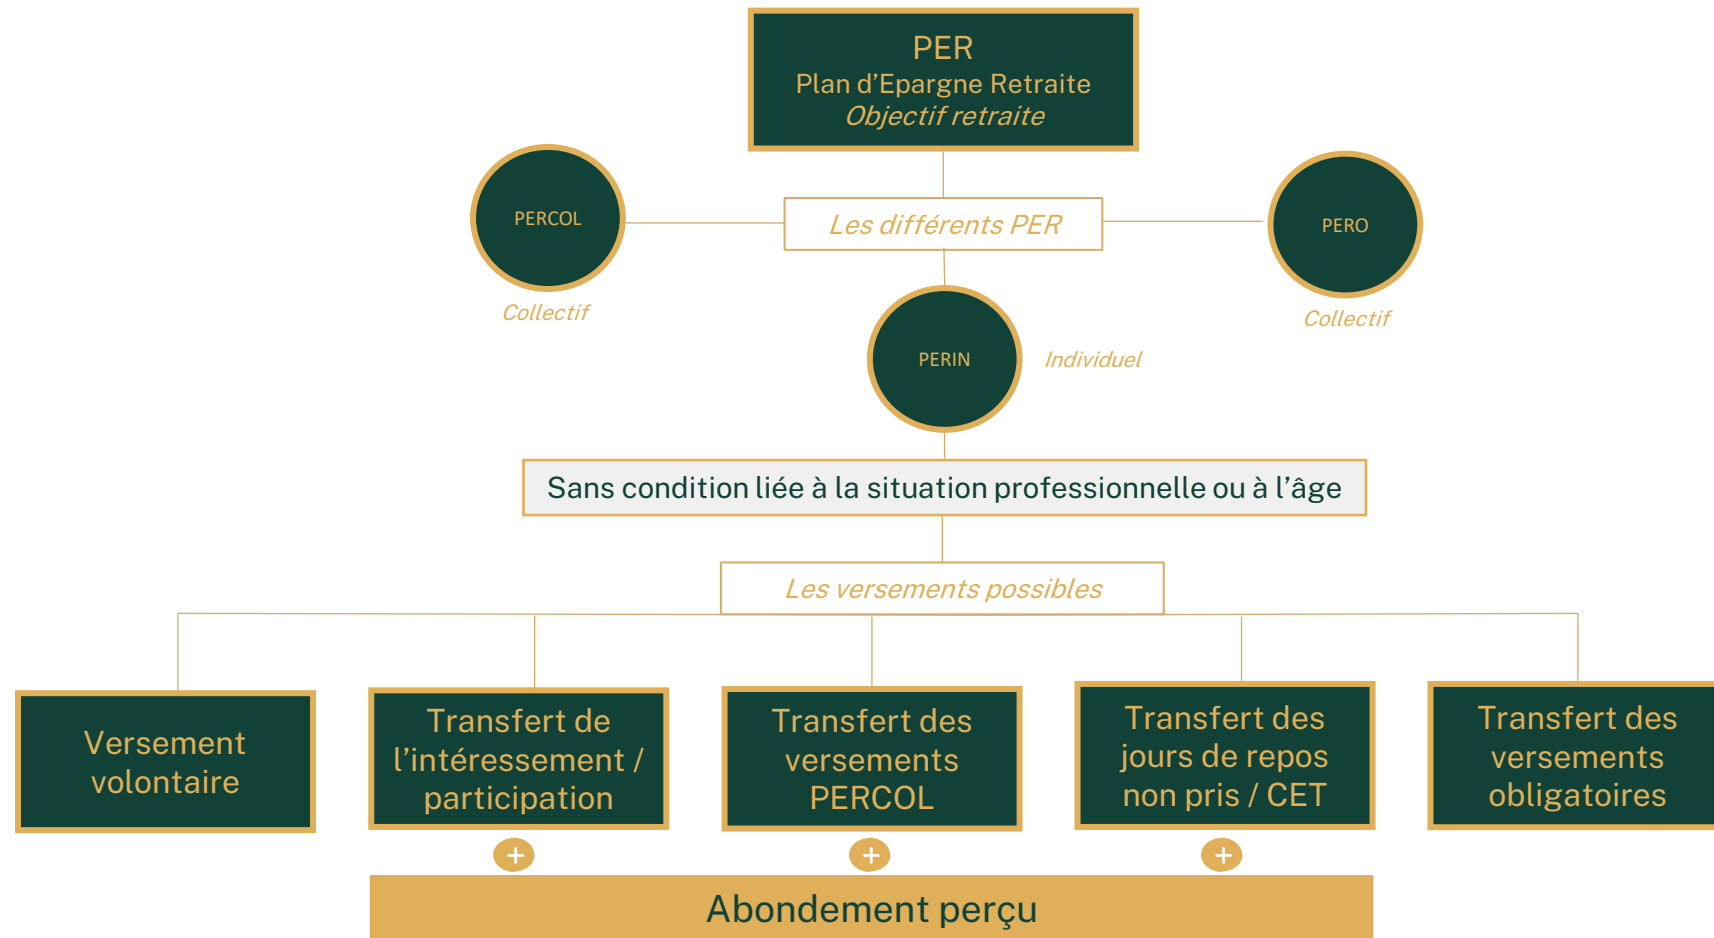 PER
Plan d’Epargne Retraite
Objectif retraite
PERCOL
Les différents PER
PERO
Collectif
Collectif
PERIN
Individuel
Sans condition liée à la situation professionnelle ou à l’âge
Les versements possibles
Versement
volontaire
Transfert de
l’intéressement /
participation
Transfert des
versements
PERCOL
Transfert des
jours de repos
non pris / CET
Transfert des
versements
obligatoires
+
+
+
Abondement perçu